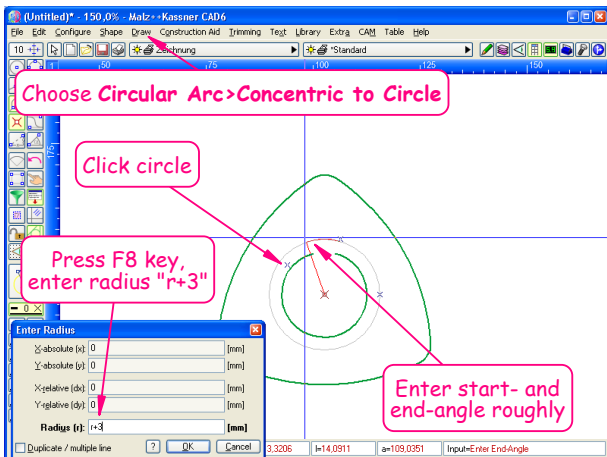 (Untitled)* - 150,0% - Malz++Kassner CAD6
File Edit Configure Shape Draw Construction Aid Trimming Text Library Extra CAM Table Help
10 Zeichnung *Standard
50 75 100 125 150
Choose Circular Arc>Concentric to Circle
175
Click circle
Press F8 key,
enter radius "r+3"
Enter start- and
end-angle roughly
- 0 X
Enter Radius
X-absolute (x): 0 [mm]
Y-absolute (y): 0 [mm]
X-relative (dx): 0 [mm]
Y-relative (dy): 0 [mm]
Radius (r): r+3 [mm]
Duplicate / multiple line ? OK Cancel
3,3206 l=14,0911 a=109,0351 Input=Enter End-Angle